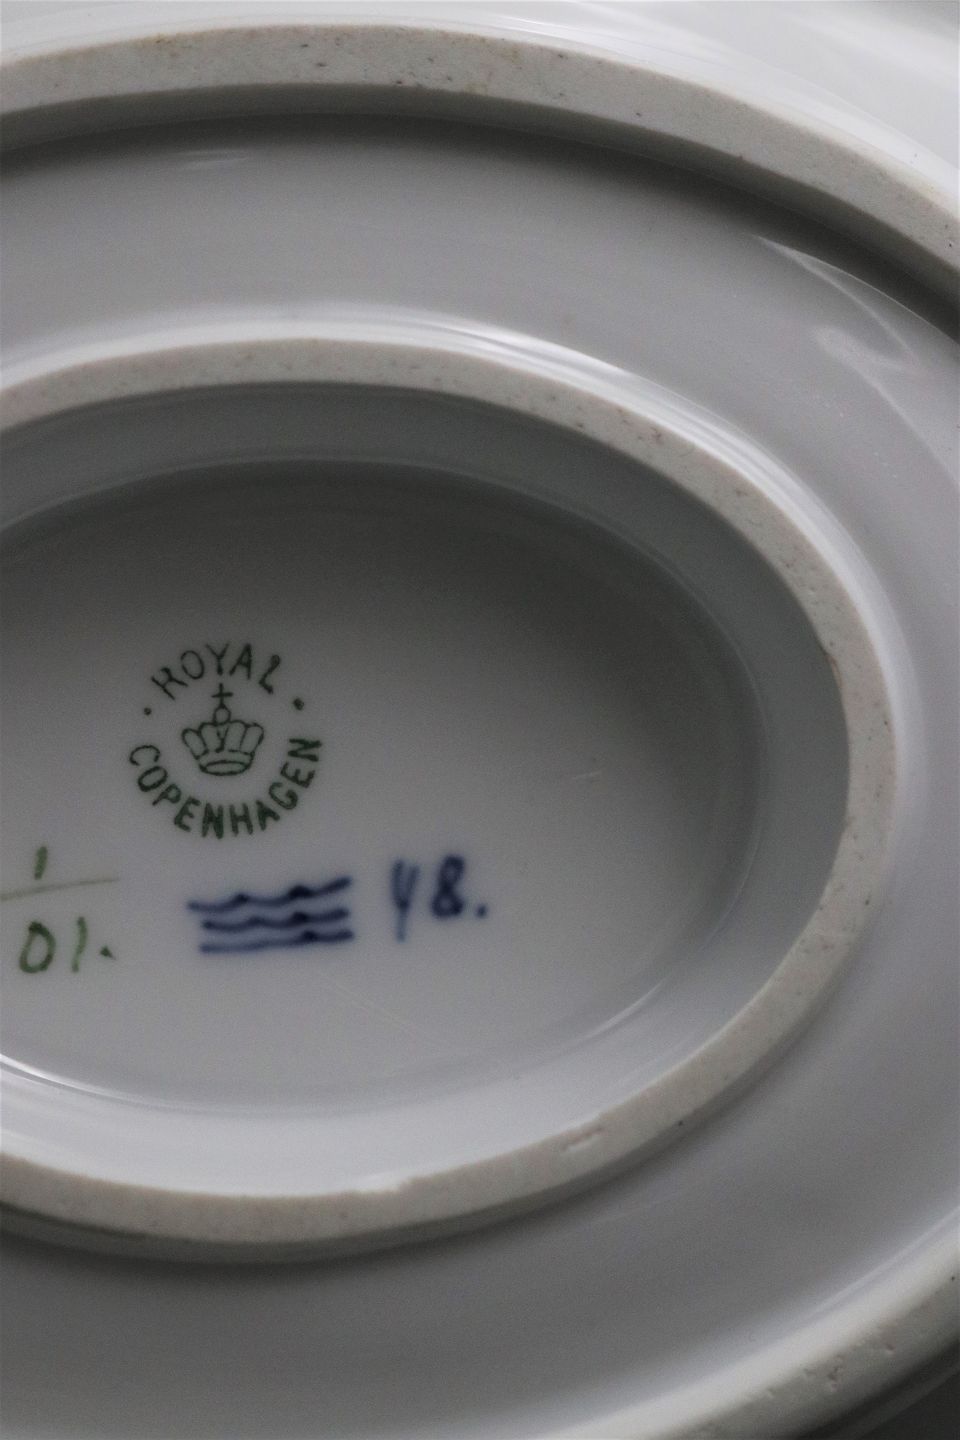 ROYAL
COPENHAGEN
1
01.
48.